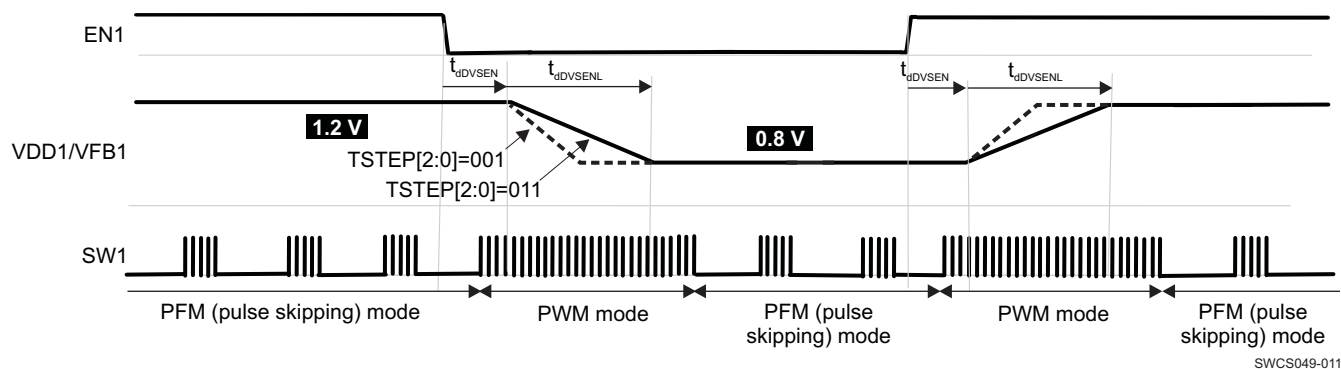 EN1
tdDVSEN
tdDVSENL
tdDVSEN
tdDVSENL
1.2 V
0.8 V
VDD1/VFB1
TSTEP[2:0]=001
TSTEP[2:0]=011
SW1
PFM (pulse skipping) mode
PWM mode
PFM (pulse
skipping) mode
PWM mode
PFM (pulse
skipping) mode
SWCS049-011